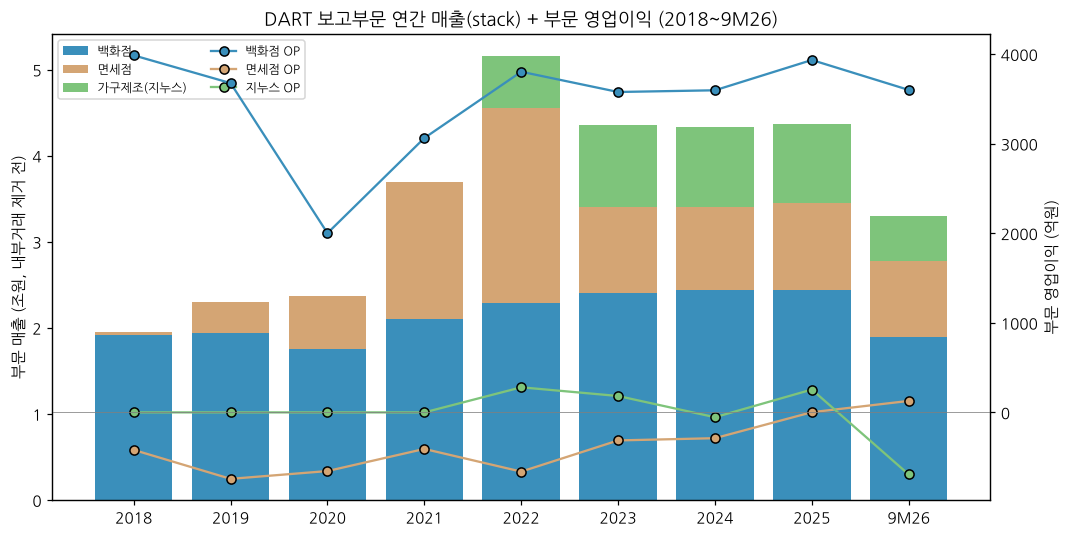 DART 보고부문 연간 매출(stack) + 부문 영업이익 (2018~9M26)
백화점
면세점
가구제조(지누스)
백화점 OP
면세점 OP
지누스 OP
부문 매출 (조원, 내부거래 제거 전)
5
4
3
2
1
0
부문 영업이익 (억원)
4000
3000
2000
1000
0
2018
2019
2020
2021
2022
2023
2024
2025
9M26